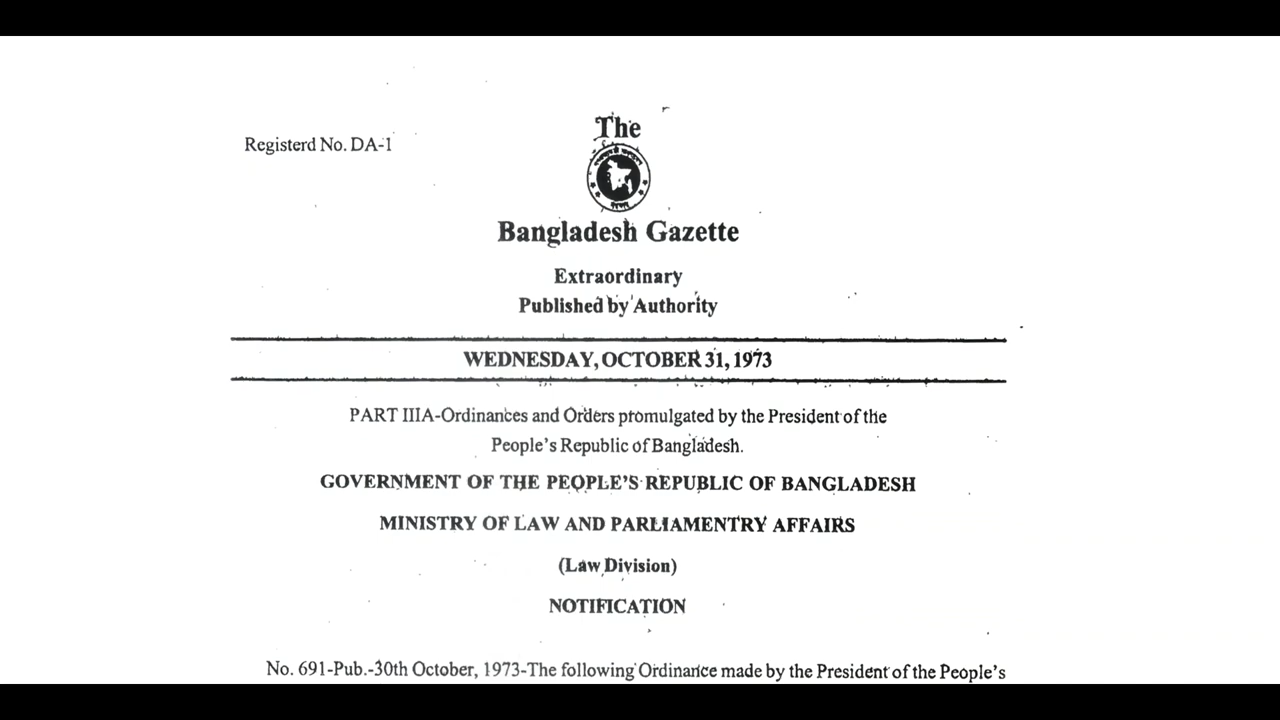 The
Registerd No. DA-1
Bangladesh Gazette
Extraordinary
Published by Authority
WEDNESDAY, OCTOBER 31, 1973
PART IIIA-Ordinances and Orders promulgated by the President of the
People's Republic of Bangladesh.
GOVERNMENT OF THE PEOPLE'S REPUBLIC OF BANGLADESH
MINISTRY OF LAW AND PARLIAMENTRY AFFAIRS
(Law Division)
NOTIFICATION
No. 691-Pub.-30th October, 1973-The following Ordinance made by the President of the People's